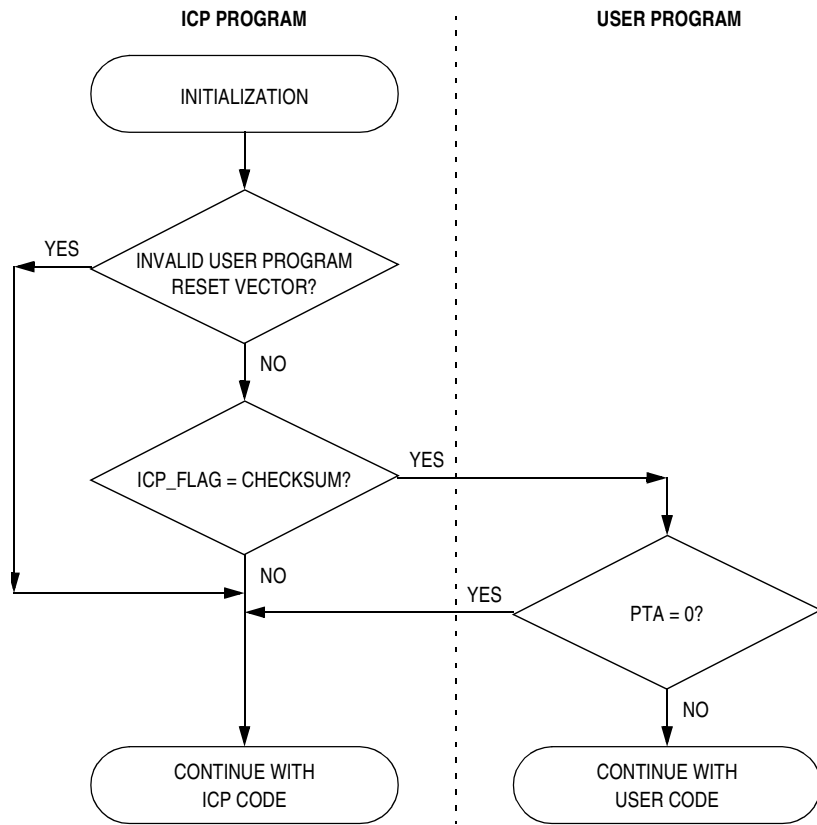 ICP PROGRAM
USER PROGRAM
INITIALIZATION
YES
INVALID USER PROGRAM
RESET VECTOR?
NO
YES
ICP_FLAG = CHECKSUM?
NO
YES
PTA = 0?
NO
CONTINUE WITH
ICP CODE
CONTINUE WITH
USER CODE